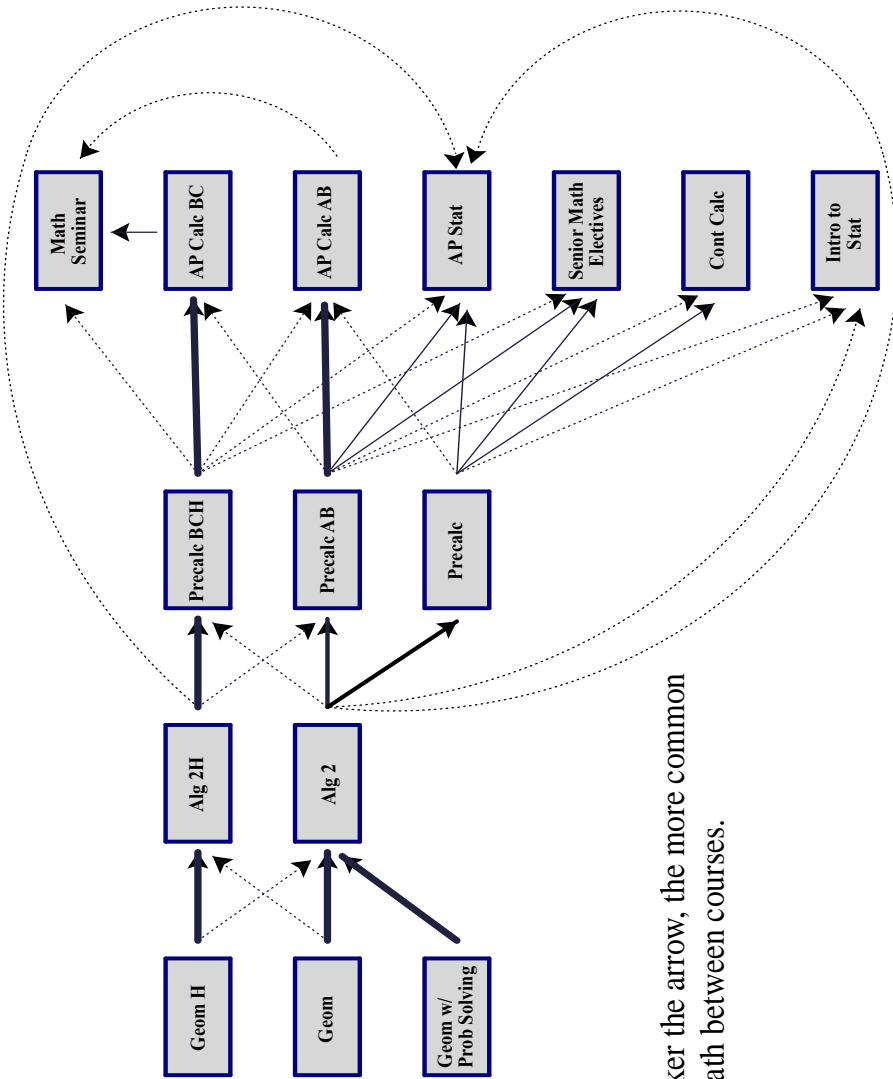 Geom H
Geom
Geom w/
Prob Solving
Alg 2H
Alg 2
Precalc BCH
Precalc AB
Precalc
Math
Seminar
AP Calc BC
AP Calc AB
AP Stat
Senior Math
Electives
Cont Calc
Intro to
Stat
the arrow, the more common
between courses.